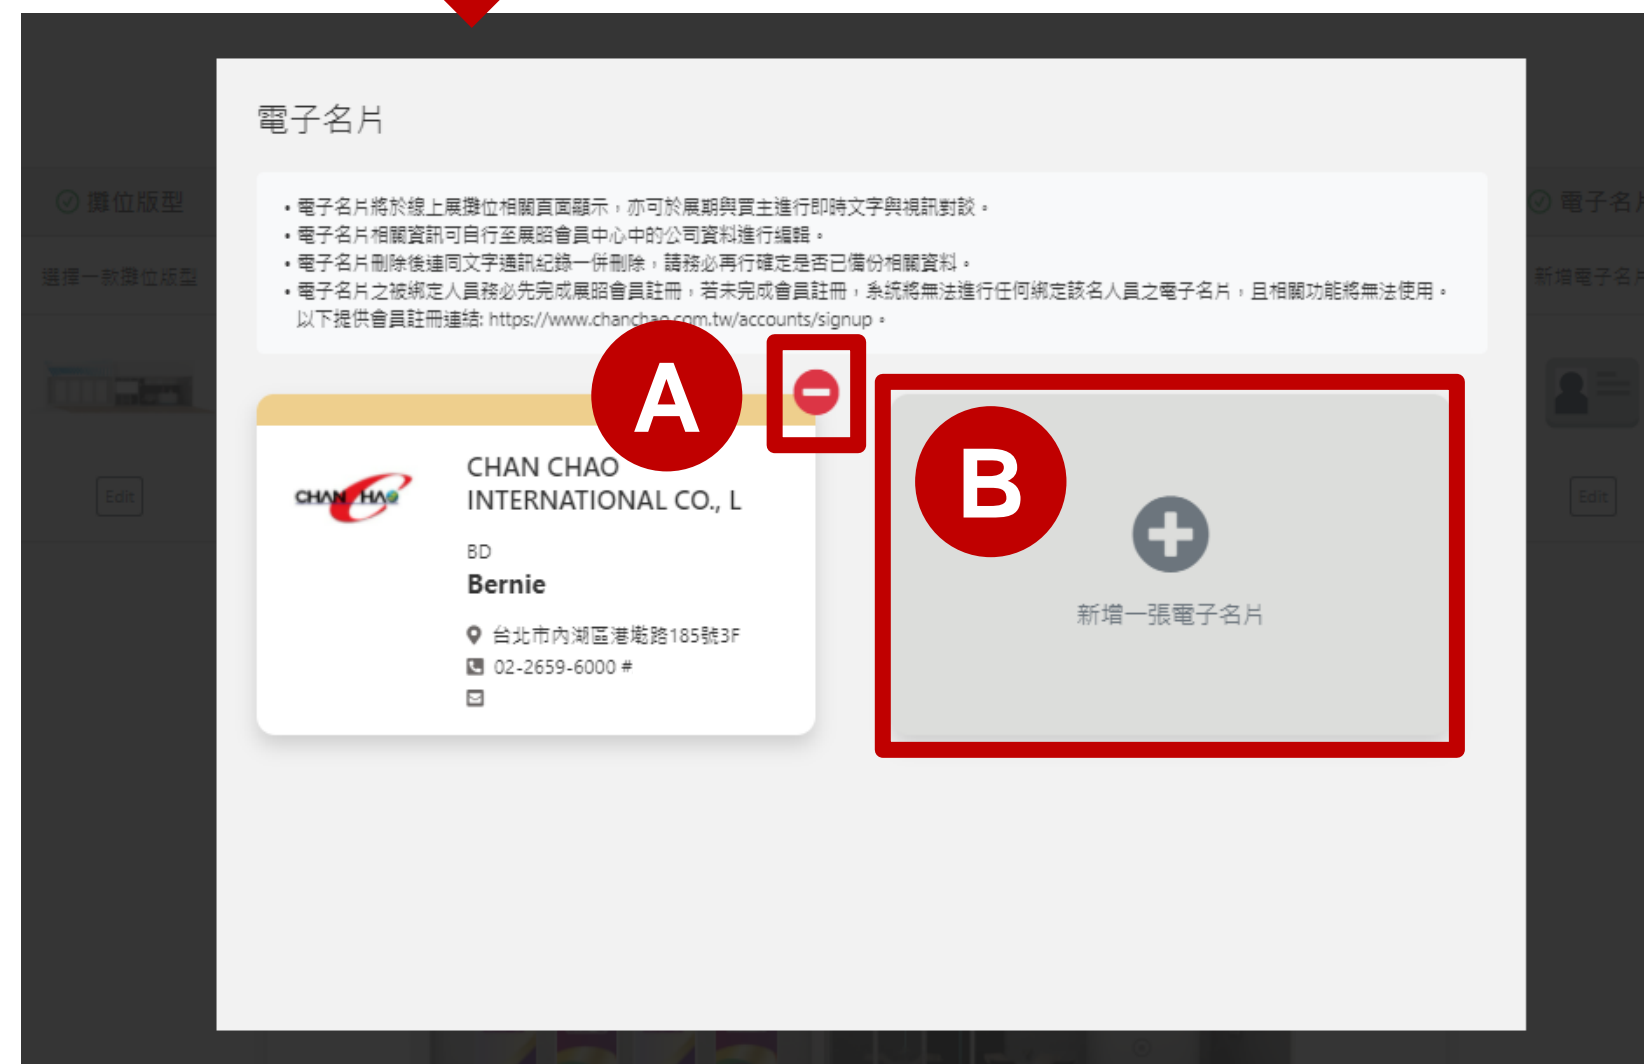 電子名片
• 電子名片將於線上展攤位相關頁面顯示，亦可於展期與買主進行即時文字與視訊對談。
• 電子名片相關資訊可自行至展昭會員中心中的公司資料進行編輯。
• 電子名片刪除後連同文字通訊紀錄一併刪除，請務必再行確定是否已備份相關資料。
• 電子名片之被綁定人員務必先完成展昭會員註冊，若未完成會員註冊，系統將無法進行任何綁定該名人員之電子名片，且相關功能將無法使用。
以下提供會員註冊連結: https://www.chanchao.com.tw/accounts/signup。
攤位版型
選擇一款攤位版型
Edit
A
CHAN CHAO
CHAN CHAO
INTERNATIONAL CO., L
BD
Bernie
台北市內湖區港墘路185號3F
02-2659-6000 #
B
新增一張電子名片
電子名片
新增電子名片
Edit